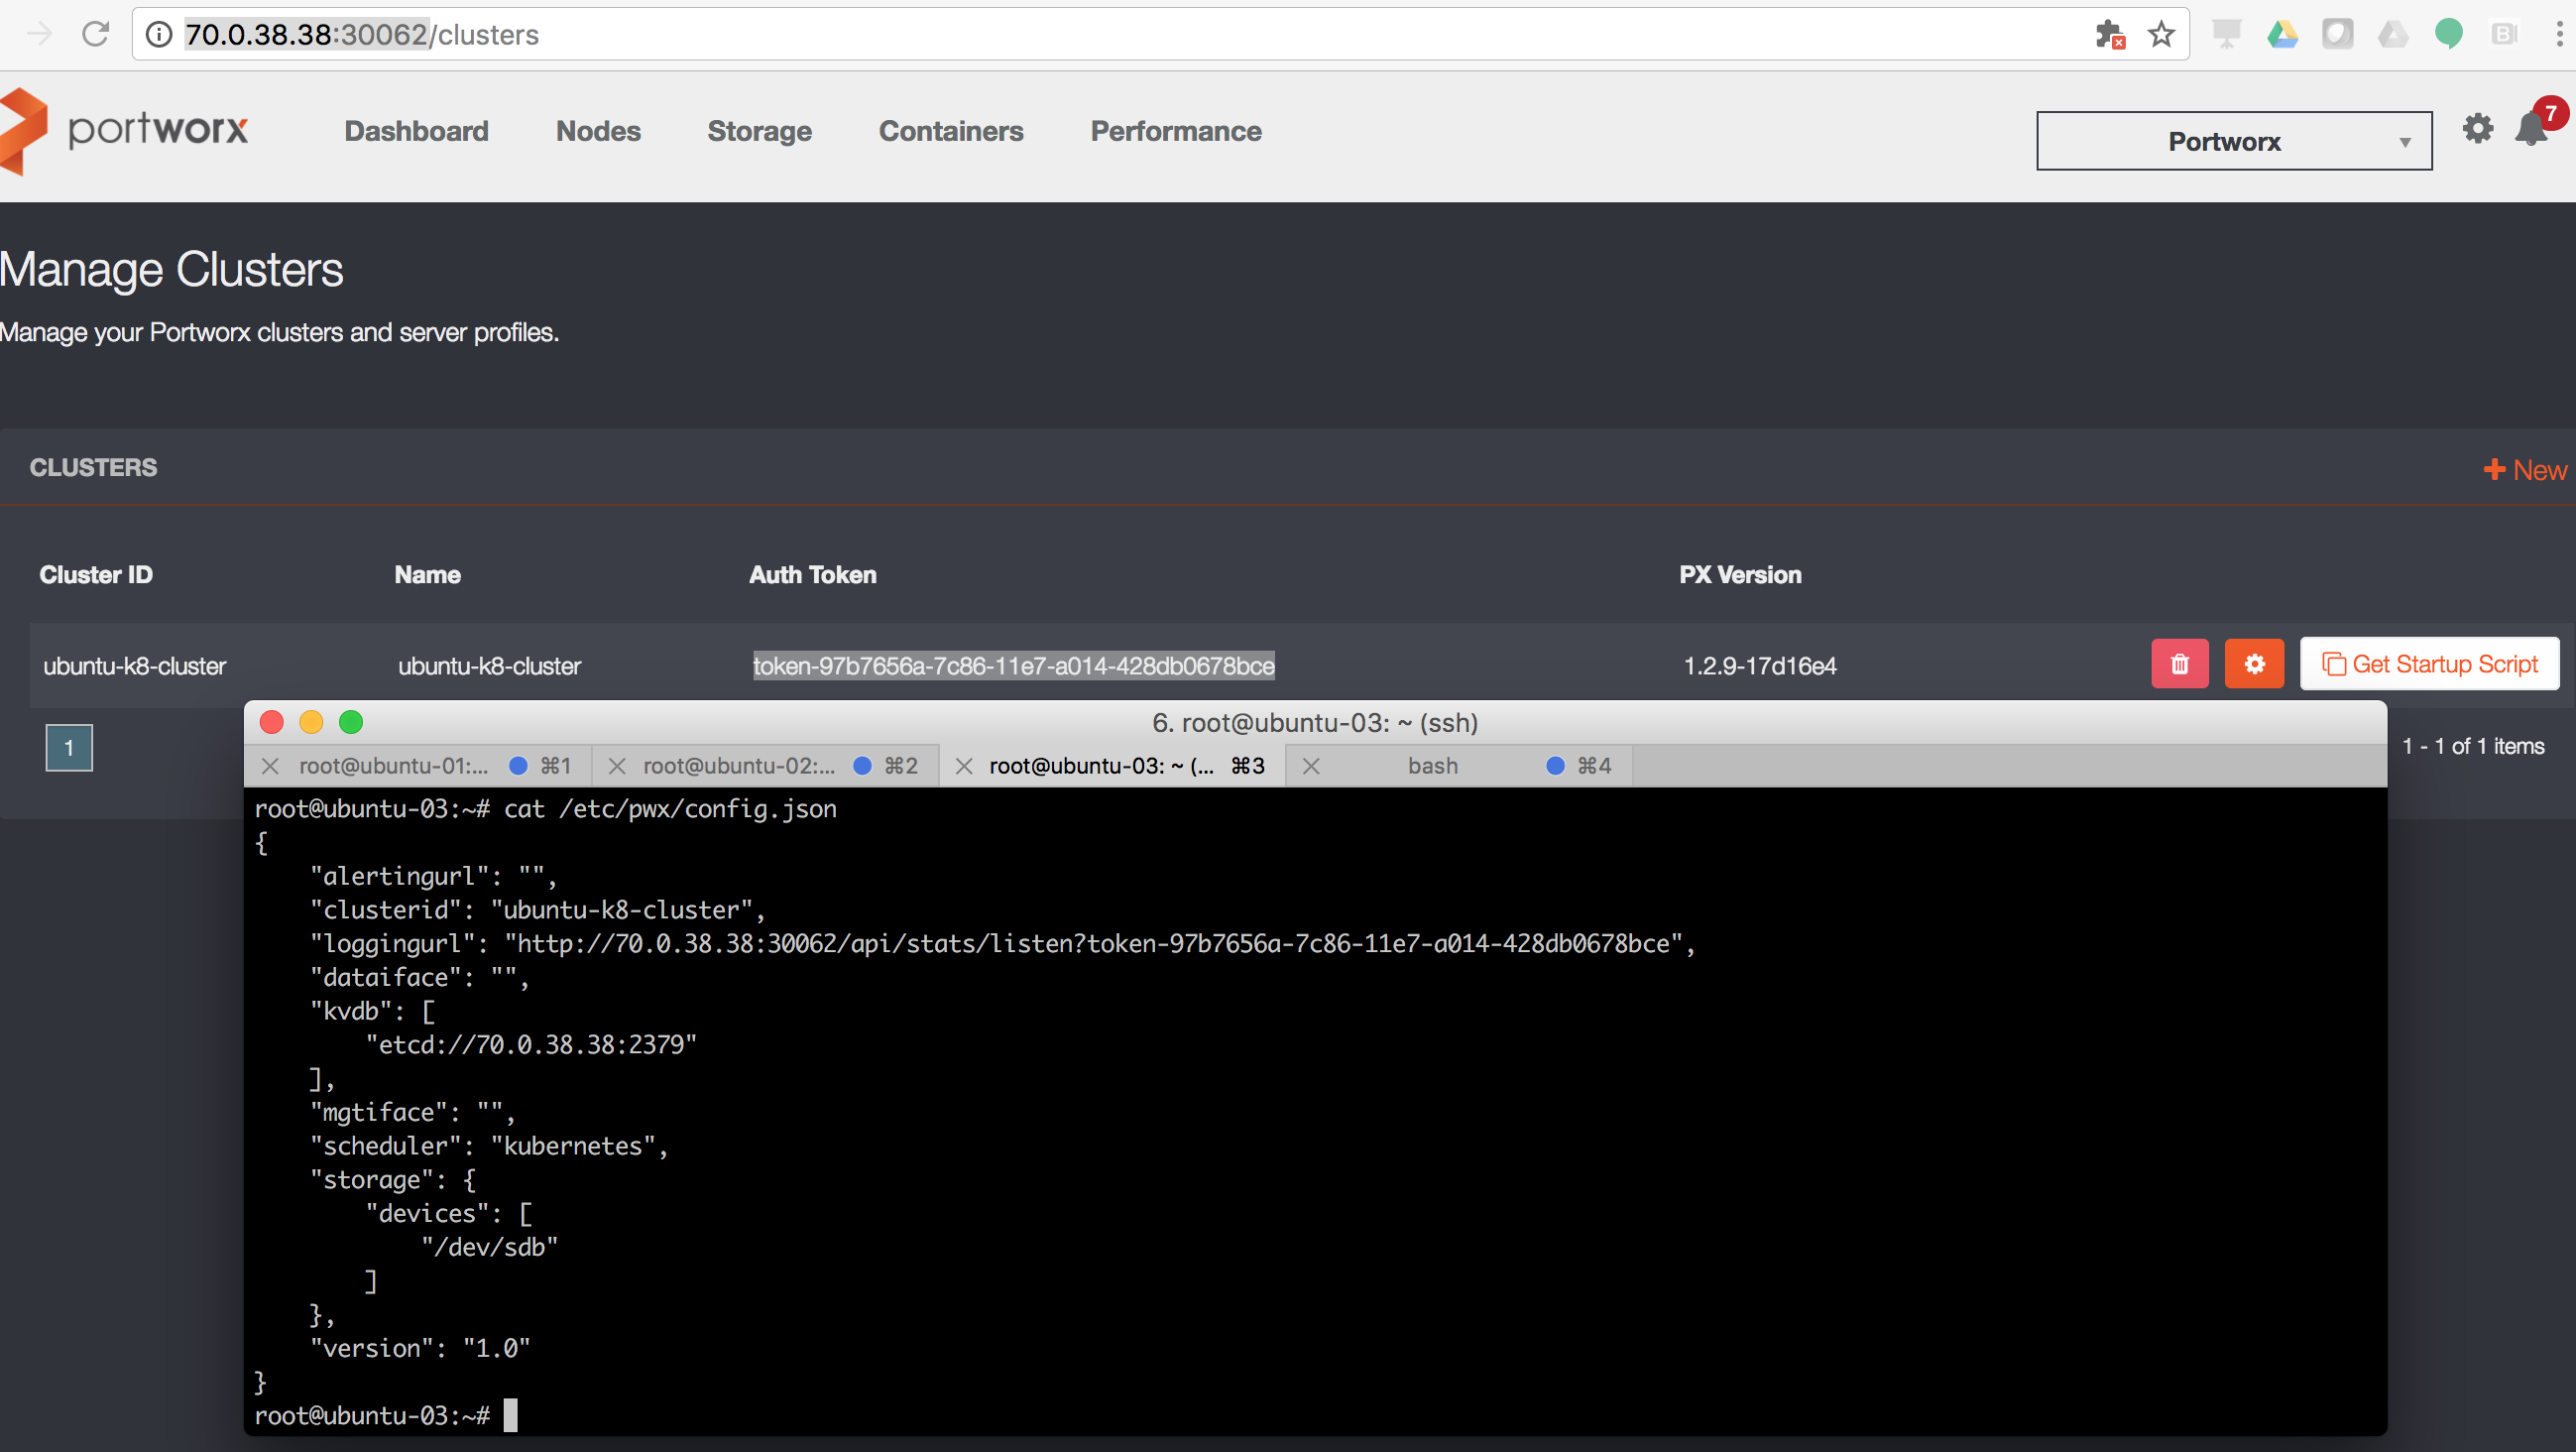 70.0.38.38:30062/clusters
portworx
Dashboard Nodes Storage Containers Performance
Portworx
7
Manage Clusters
Manage your Portworx clusters and server profiles.
CLUSTERS
New
Cluster ID Name Auth Token PX Version
ubuntu-k8-cluster ubuntu-k8-cluster token-97b7656a-7c86-11e7-a014-428db0678bce 1.2.9-17d16e4 Get Startup Script
1
1 - 1 of 1 items
6. root@ubuntu-03: ~ (ssh)
root@ubuntu-01:... ⌘1 root@ubuntu-02:... ⌘2 root@ubuntu-03: ~ (... ⌘3 bash ⌘4
root@ubuntu-03:~# cat /etc/pwx/config.json
{
    "alertingurl": "",
    "clusterid": "ubuntu-k8-cluster",
    "loggingurl": "http://70.0.38.38:30062/api/stats/listen?token-97b7656a-7c86-11e7-a014-428db0678bce",
    "dataiface": "",
    "kvdb": [
        "etcd://70.0.38.38:2379"
    ],
    "mgtiface": "",
    "scheduler": "kubernetes",
    "storage": {
        "devices": [
            "/dev/sdb"
        ]
    },
    "version": "1.0"
}
root@ubuntu-03:~#